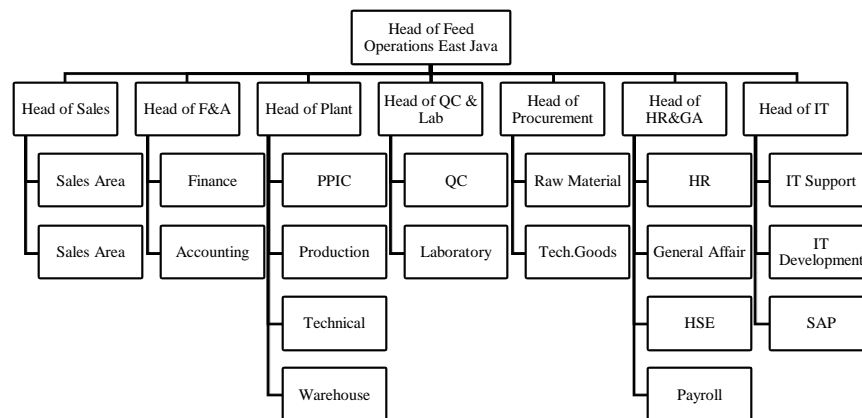 Head of Feed
Operations East Java
Head of Sales
Head of F&A
Head of Plant
Head of QC &
Lab
Head of
Procurement
Head of
HR&GA
Head of IT
Sales Area
Finance
PPIC
QC
Raw Material
HR
IT Support
Sales Area
Accounting
Production
Laboratory
Tech.Goods
General Affair
IT
Development
Technical
HSE
SAP
Warehouse
Payroll